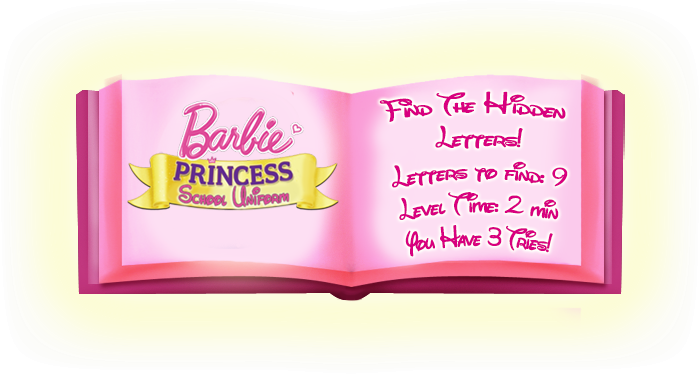 Barbie
PRINCESS
School Uniform
Find The Hidden
Letters!
Letters to find: 9
Level Time: 2 min
You Have 3 Tries!